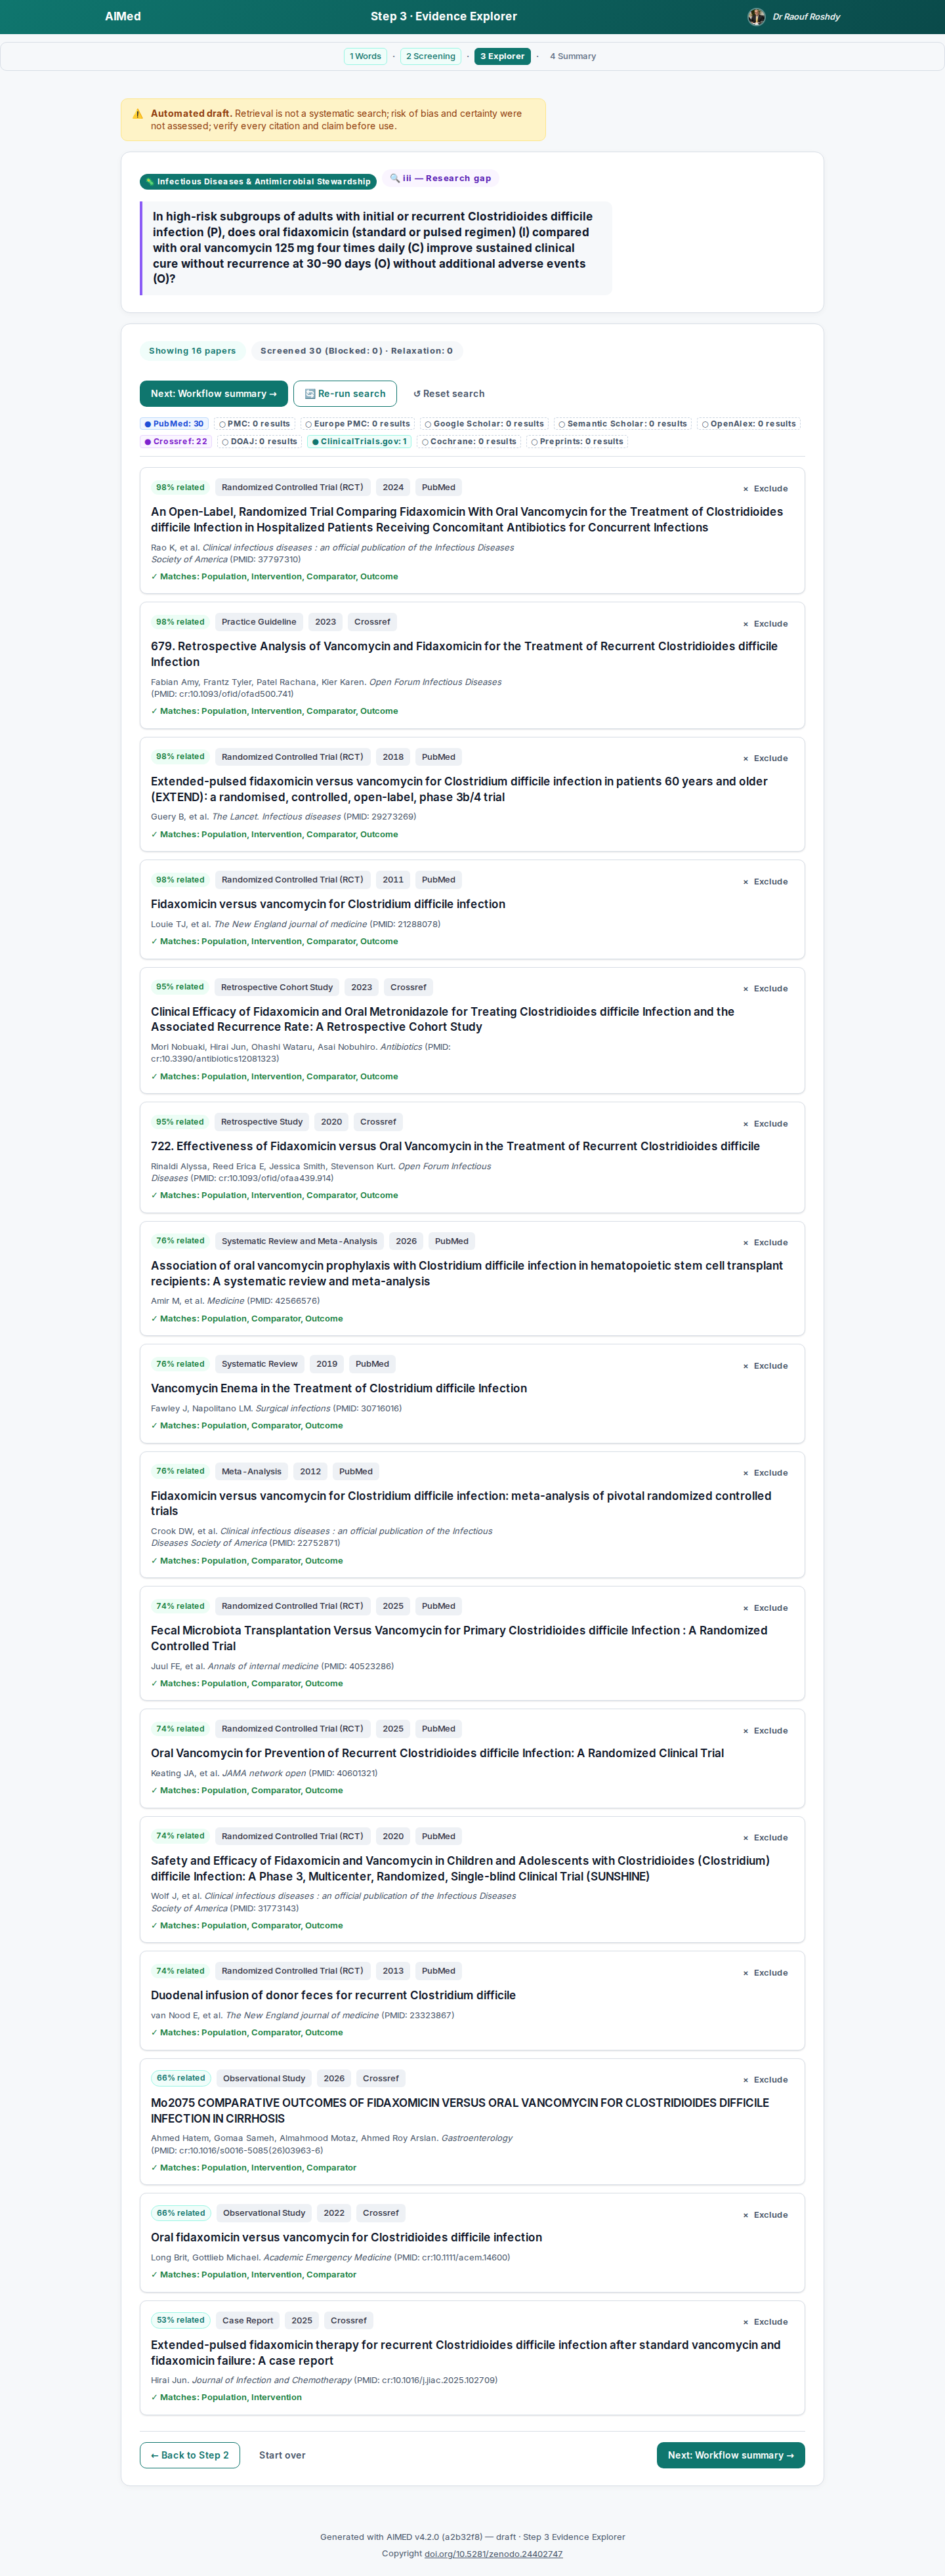 AIMed
Step 3 · Evidence Explorer
Dr Raouf Roshdy
1 Words · 2 Screening · 3 Explorer · 4 Summary
⚠️ Automated draft. Retrieval is not a systematic search; risk of bias and certainty were
not assessed; verify every citation and claim before use.
🦠 Infectious Diseases & Antimicrobial Stewardship
🔍 iii — Research gap
In high-risk subgroups of adults with initial or recurrent Clostridioides difficile
infection (P), does oral fidaxomicin (standard or pulsed regimen) (I) compared
with oral vancomycin 125 mg four times daily (C) improve sustained clinical
cure without recurrence at 30-90 days (O) without additional adverse events
(O)?
Showing 16 papers
Screened 30 (Blocked: 0) · Relaxation: 0
Next: Workflow summary →
🔄 Re-run search
↺ Reset search
PubMed: 30
PMC: 0 results
Europe PMC: 0 results
Google Scholar: 0 results
Semantic Scholar: 0 results
OpenAlex: 0 results
Crossref: 22
DOAJ: 0 results
ClinicalTrials.gov: 1
Cochrane: 0 results
Preprints: 0 results
98% related Randomized Controlled Trial (RCT) 2024 PubMed × Exclude
An Open-Label, Randomized Trial Comparing Fidaxomicin With Oral Vancomycin for the Treatment of Clostridioides
difficile Infection in Hospitalized Patients Receiving Concomitant Antibiotics for Concurrent Infections
Rao K, et al. Clinical infectious diseases : an official publication of the Infectious Diseases
Society of America (PMID: 37797310)
✓ Matches: Population, Intervention, Comparator, Outcome
98% related Practice Guideline 2023 Crossref × Exclude
679. Retrospective Analysis of Vancomycin and Fidaxomicin for the Treatment of Recurrent Clostridioides difficile
Infection
Fabian Amy, Frantz Tyler, Patel Rachana, Kier Karen. Open Forum Infectious Diseases
(PMID: cr:10.1093/ofid/ofad500.741)
✓ Matches: Population, Intervention, Comparator, Outcome
98% related Randomized Controlled Trial (RCT) 2018 PubMed × Exclude
Extended-pulsed fidaxomicin versus vancomycin for Clostridium difficile infection in patients 60 years and older
(EXTEND): a randomised, controlled, open-label, phase 3b/4 trial
Guery B, et al. The Lancet. Infectious diseases (PMID: 29273269)
✓ Matches: Population, Intervention, Comparator, Outcome
98% related Randomized Controlled Trial (RCT) 2011 PubMed × Exclude
Fidaxomicin versus vancomycin for Clostridium difficile infection
Louie TJ, et al. The New England journal of medicine (PMID: 21288078)
✓ Matches: Population, Intervention, Comparator, Outcome
95% related Retrospective Cohort Study 2023 Crossref × Exclude
Clinical Efficacy of Fidaxomicin and Oral Metronidazole for Treating Clostridioides difficile Infection and the
Associated Recurrence Rate: A Retrospective Cohort Study
Mori Nobuaki, Hirai Jun, Ohashi Wataru, Asai Nobuhiro. Antibiotics (PMID:
cr:10.3390/antibiotics12081323)
✓ Matches: Population, Intervention, Comparator, Outcome
95% related Retrospective Study 2020 Crossref × Exclude
722. Effectiveness of Fidaxomicin versus Oral Vancomycin in the Treatment of Recurrent Clostridioides difficile
Rinaldi Alyssa, Reed Erica E, Jessica Smith, Stevenson Kurt. Open Forum Infectious
Diseases (PMID: cr:10.1093/ofid/ofaa439.914)
✓ Matches: Population, Intervention, Comparator, Outcome
76% related Systematic Review and Meta-Analysis 2026 PubMed × Exclude
Association of oral vancomycin prophylaxis with Clostridium difficile infection in hematopoietic stem cell transplant
recipients: A systematic review and meta-analysis
Amir M, et al. Medicine (PMID: 42566576)
✓ Matches: Population, Comparator, Outcome
76% related Systematic Review 2019 PubMed × Exclude
Vancomycin Enema in the Treatment of Clostridium difficile Infection
Fawley J, Napolitano LM. Surgical infections (PMID: 30716016)
✓ Matches: Population, Comparator, Outcome
76% related Meta-Analysis 2012 PubMed × Exclude
Fidaxomicin versus vancomycin for Clostridium difficile infection: meta-analysis of pivotal randomized controlled
trials
Crook DW, et al. Clinical infectious diseases : an official publication of the Infectious
Diseases Society of America (PMID: 22752871)
✓ Matches: Population, Comparator, Outcome
74% related Randomized Controlled Trial (RCT) 2025 PubMed × Exclude
Fecal Microbiota Transplantation Versus Vancomycin for Primary Clostridioides difficile Infection : A Randomized
Controlled Trial
Juul FE, et al. Annals of internal medicine (PMID: 40523286)
✓ Matches: Population, Comparator, Outcome
74% related Randomized Controlled Trial (RCT) 2025 PubMed × Exclude
Oral Vancomycin for Prevention of Recurrent Clostridioides difficile Infection: A Randomized Clinical Trial
Keating JA, et al. JAMA network open (PMID: 40601321)
✓ Matches: Population, Comparator, Outcome
74% related Randomized Controlled Trial (RCT) 2020 PubMed × Exclude
Safety and Efficacy of Fidaxomicin and Vancomycin in Children and Adolescents with Clostridioides (Clostridium)
difficile Infection: A Phase 3, Multicenter, Randomized, Single-blind Clinical Trial (SUNSHINE)
Wolf J, et al. Clinical infectious diseases : an official publication of the Infectious Diseases
Society of America (PMID: 31773143)
✓ Matches: Population, Comparator, Outcome
74% related Randomized Controlled Trial (RCT) 2013 PubMed × Exclude
Duodenal infusion of donor feces for recurrent Clostridium difficile
van Nood E, et al. The New England journal of medicine (PMID: 23323867)
✓ Matches: Population, Comparator, Outcome
66% related Observational Study 2026 Crossref × Exclude
Mo2075 COMPARATIVE OUTCOMES OF FIDAXOMICIN VERSUS ORAL VANCOMYCIN FOR CLOSTRIDIOIDES DIFFICILE
INFECTION IN CIRRHOSIS
Ahmed Hatem, Gomaa Sameh, Almahmood Motaz, Ahmed Roy Arslan. Gastroenterology
(PMID: cr:10.1016/s0016-5085(26)03963-6)
✓ Matches: Population, Intervention, Comparator
66% related Observational Study 2022 Crossref × Exclude
Oral fidaxomicin versus vancomycin for Clostridioides difficile infection
Long Brit, Gottlieb Michael. Academic Emergency Medicine (PMID: cr:10.1111/acem.14600)
✓ Matches: Population, Intervention, Comparator
53% related Case Report 2025 Crossref × Exclude
Extended-pulsed fidaxomicin therapy for recurrent Clostridioides difficile infection after standard vancomycin and
fidaxomicin failure: A case report
Hirai Jun. Journal of Infection and Chemotherapy (PMID: cr:10.1016/j.jiac.2025.102709)
✓ Matches: Population, Intervention
← Back to Step 2
Start over
Next: Workflow summary →
Generated with AIMED v4.2.0 (a2b32f8) — draft · Step 3 Evidence Explorer
Copyright doi.org/10.5281/zenodo.24402747